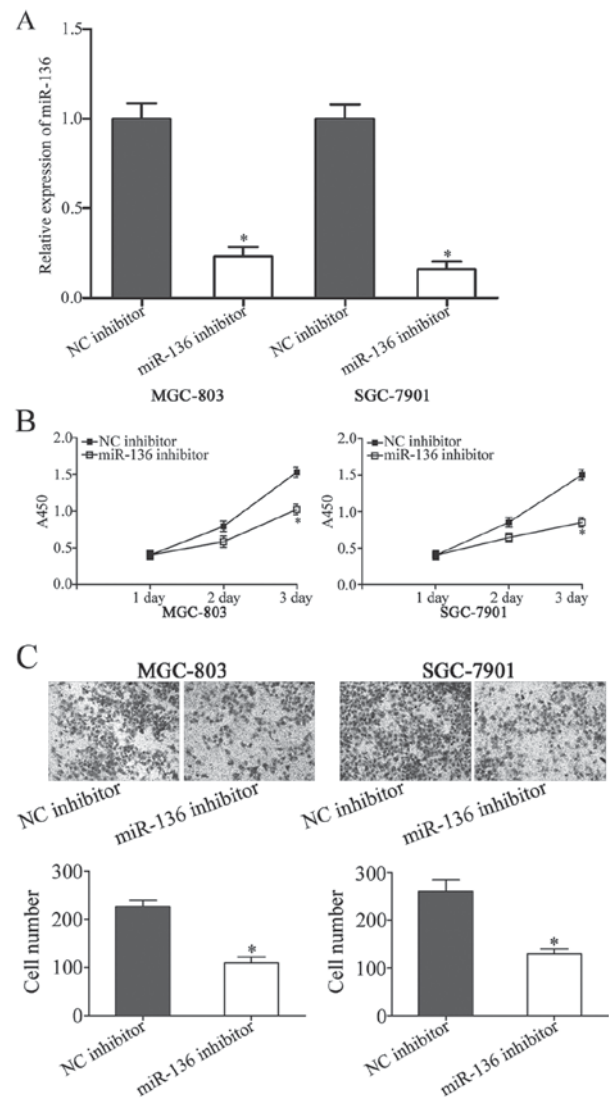 A
Relative expression of miR-136
1.5
1.0
0.5
0.0
*
*
NC inhibitor
miR-136 inhibitor
NC inhibitor
miR-136 inhibitor
MGC-803
SGC-7901
B
A450
2.0
1.5
1.0
0.5
0.0
NC inhibitor
miR-136 inhibitor
*
1 day
2 day
3 day
MGC-803
A450
2.0
1.5
1.0
0.5
0.0
NC inhibitor
miR-136 inhibitor
*
1 day
2 day
3 day
SGC-7901
C
MGC-803
SGC-7901
NC inhibitor
miR-136 inhibitor
NC inhibitor
miR-136 inhibitor
Cell number
300
200
100
0
*
NC inhibitor
miR-136 inhibitor
Cell number
300
200
100
0
*
NC inhibitor
miR-136 inhibitor